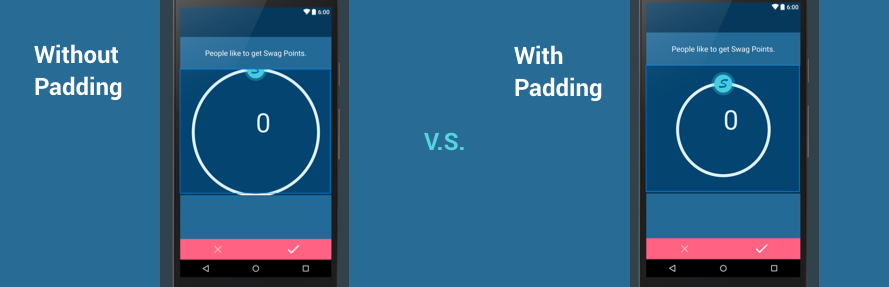 Without
Padding
6:00
People like to get Swag Points.
S
0
V.S.
With
Padding
6:00
People like to get Swag Points.
S
0